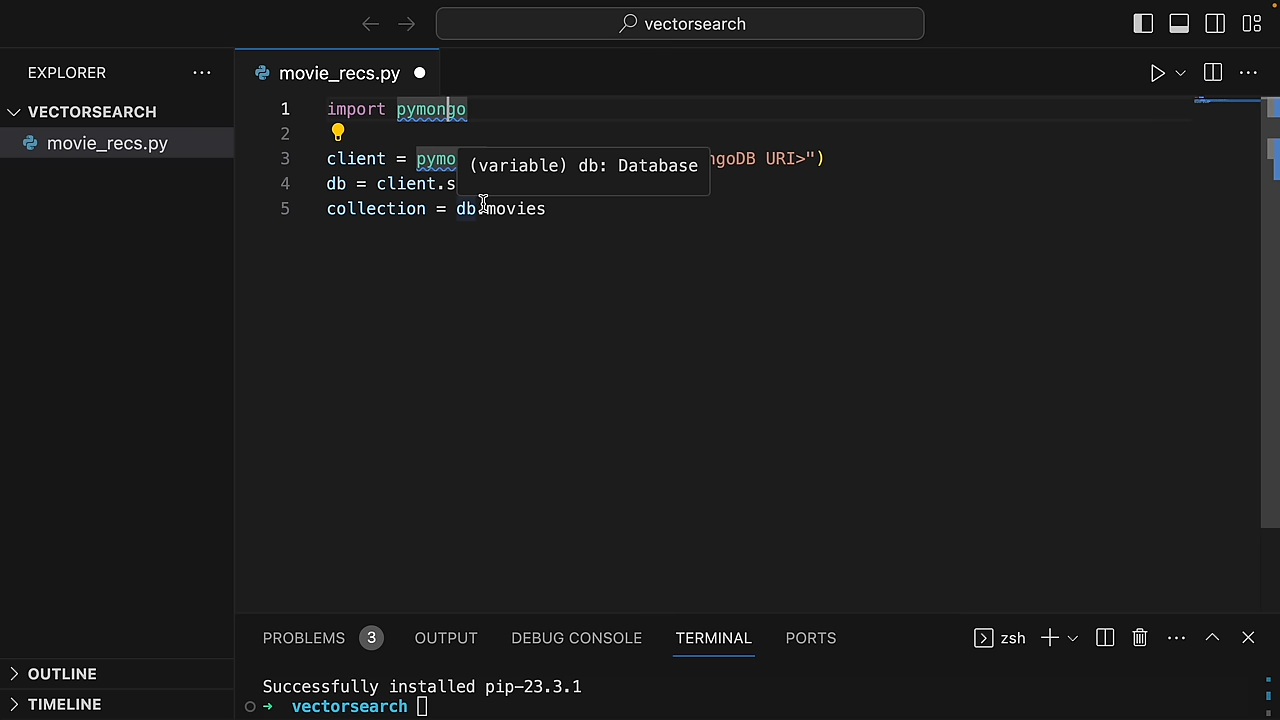 vectorsearch
EXPLORER
movie_recs.py
VECTORSEARCH
movie_recs.py
1 import pymongo
2
3 client = pymo ngoDB URI>")
(variable) db: Database
4 db = client.s
5 collection = db.movies
PROBLEMS 3 OUTPUT DEBUG CONSOLE TERMINAL PORTS zsh
OUTLINE
TIMELINE
Successfully installed pip-23.3.1
vectorsearch